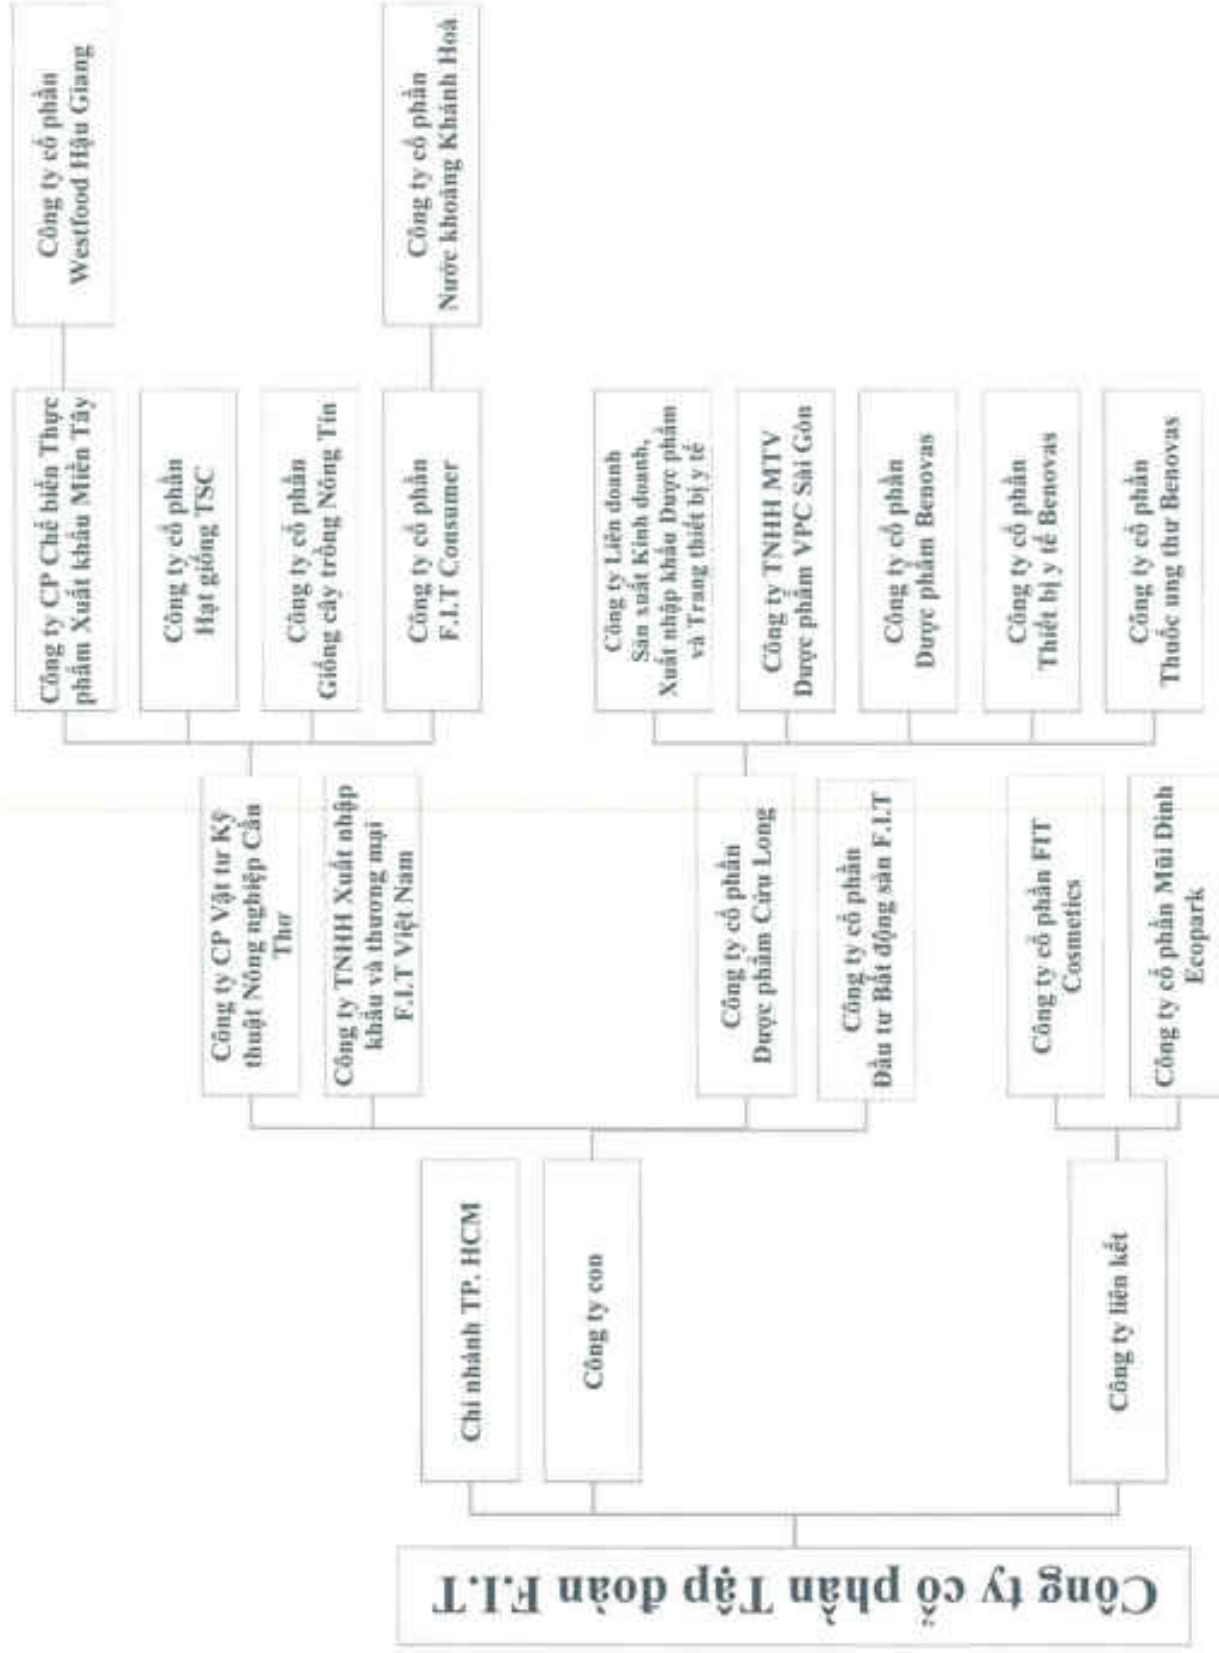 Công ty cổ phần Tập đoàn F.I.T
Chi nhánh TP. HCM
Công ty con
Công ty liên kết
Công ty CP Vật tư Kỹ
thuật Nông nghiệp Cần
Thơ
Công ty TNHH Xuất nhập
khẩu và thương mại
F.I.T Việt Nam
Công ty cổ phần
Dược phẩm Cửu Long
Công ty cổ phần
Đầu tư Bất động sản F.I.T
Công ty cổ phần FIT
Cosmetics
Công ty cổ phần Mũi Dinh
Ecopark
Công ty CP Chế biến Thực
phẩm Xuất khẩu Miền Tây
Công ty cổ phần
Hạt giống TSC
Công ty cổ phần
Giống cây trồng Nông Tín
Công ty cổ phần
F.I.T Consumer
Công ty Liên doanh
Sản xuất Kinh doanh,
Xuất nhập khẩu Dược phẩm
và Trang thiết bị y tế
Công ty TNHH MTV
Dược phẩm VPC Sài Gòn
Công ty cổ phần
Dược phẩm Benovas
Công ty cổ phần
Thiết bị y tế Benovas
Công ty cổ phần
Thuốc ung thư Benovas
Công ty cổ phần
Westfood Hậu Giang
Công ty cổ phần
Nước khoáng Khánh Hoà